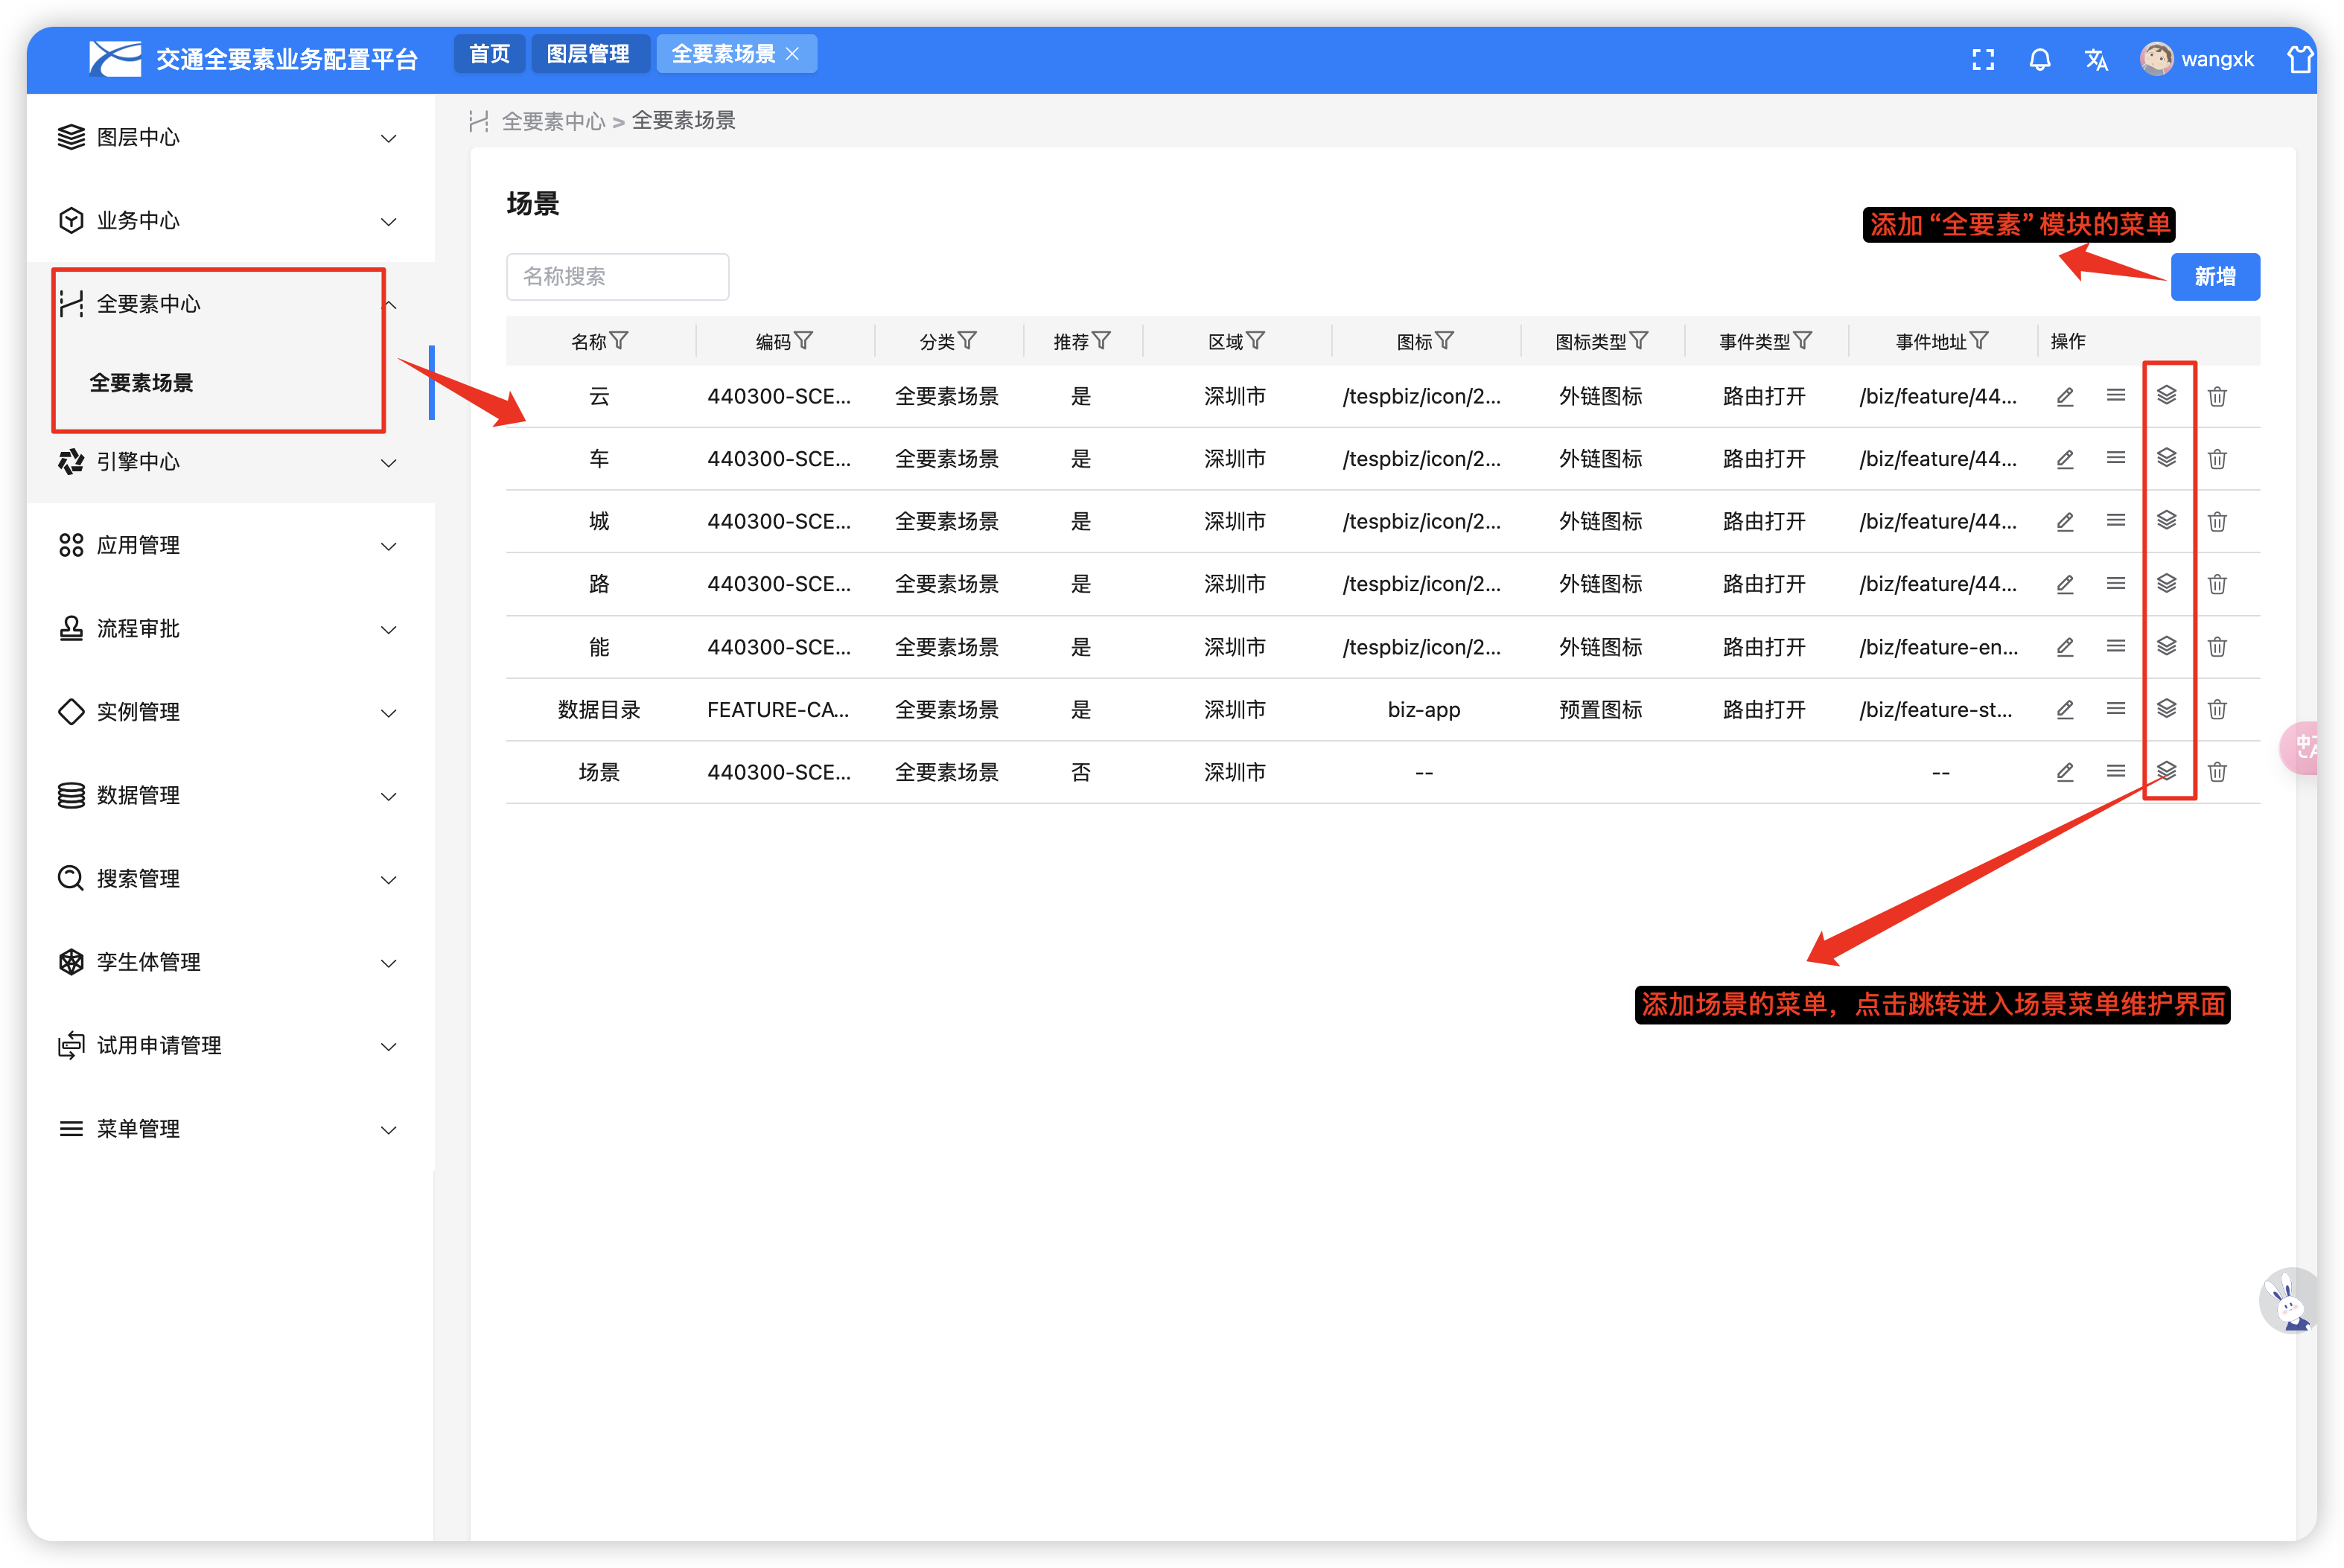 交通全要素业务配置平台
首页
图层管理
全要素场景
wangxk
图层中心
业务中心
全要素中心
全要素场景
引擎中心
应用管理
流程审批
实例管理
数据管理
搜索管理
孪生体管理
试用申请管理
菜单管理
全要素中心 > 全要素场景
场景
添加“全要素”模块的菜单
名称搜索
新增
名称 编码 分类 推荐 区域 图标 图标类型 事件类型 事件地址 操作
云 440300-SCE... 全要素场景 是 深圳市 /tespbiz/icon/2... 外链图标 路由打开 /biz/feature/44...
车 440300-SCE... 全要素场景 是 深圳市 /tespbiz/icon/2... 外链图标 路由打开 /biz/feature/44...
城 440300-SCE... 全要素场景 是 深圳市 /tespbiz/icon/2... 外链图标 路由打开 /biz/feature/44...
路 440300-SCE... 全要素场景 是 深圳市 /tespbiz/icon/2... 外链图标 路由打开 /biz/feature/44...
能 440300-SCE... 全要素场景 是 深圳市 /tespbiz/icon/2... 外链图标 路由打开 /biz/feature-en...
数据目录 FEATURE-CA... 全要素场景 是 深圳市 biz-app 预置图标 路由打开 /biz/feature-st...
场景 440300-SCE... 全要素场景 否 深圳市 -- --
添加场景的菜单，点击跳转进入场景菜单维护界面